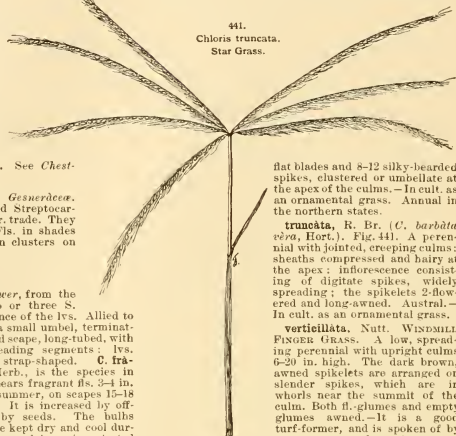 441.
Chloris truncata.
Star Grass.
. See Chest-
Gesneràceæ.
d Streptocar-
r. trade. They
Fls. in shades
n clusters on
wer, from the
o or three S.
nce of the lvs. Allied to
a small umbel, terminat-
d scape, long-tubed, with
eading segments: lvs.
strap-shaped. C. frà-
Herb., is the species in
ears fragrant fls. 3-4 in.
summer, on scapes 15-18
It is increased by off-
by seeds. The bulbs
e kept dry and cool dur-
flat blades and 8-12 silky-bearded
spikes, clustered or umbellate at
the apex of the culms.—In cult. as
an ornamental grass. Annual in
the northern states.
truncàta, R. Br. (C. barbàta
vèra, Hort.). Fig. 441. A peren-
nial with jointed, creeping culms:
sheaths compressed and hairy at
the apex: inflorescence consist-
ing of digitate spikes, widely
spreading; the spikelets 2-flow-
ered and long-awned. Austral.—
In cult. as an ornamental grass.
verticillàta. Nutt. WINDMILL
FINGER GRASS. A low, spread-
ing perennial with upright culms
6-20 in. high. The dark brown,
awned spikelets are arranged on
slender spikes, which are in
whorls near the summit of the
culm. Both fl.-glumes and empty
glumes awned.—It is a good
turf-former, and is spoken of by